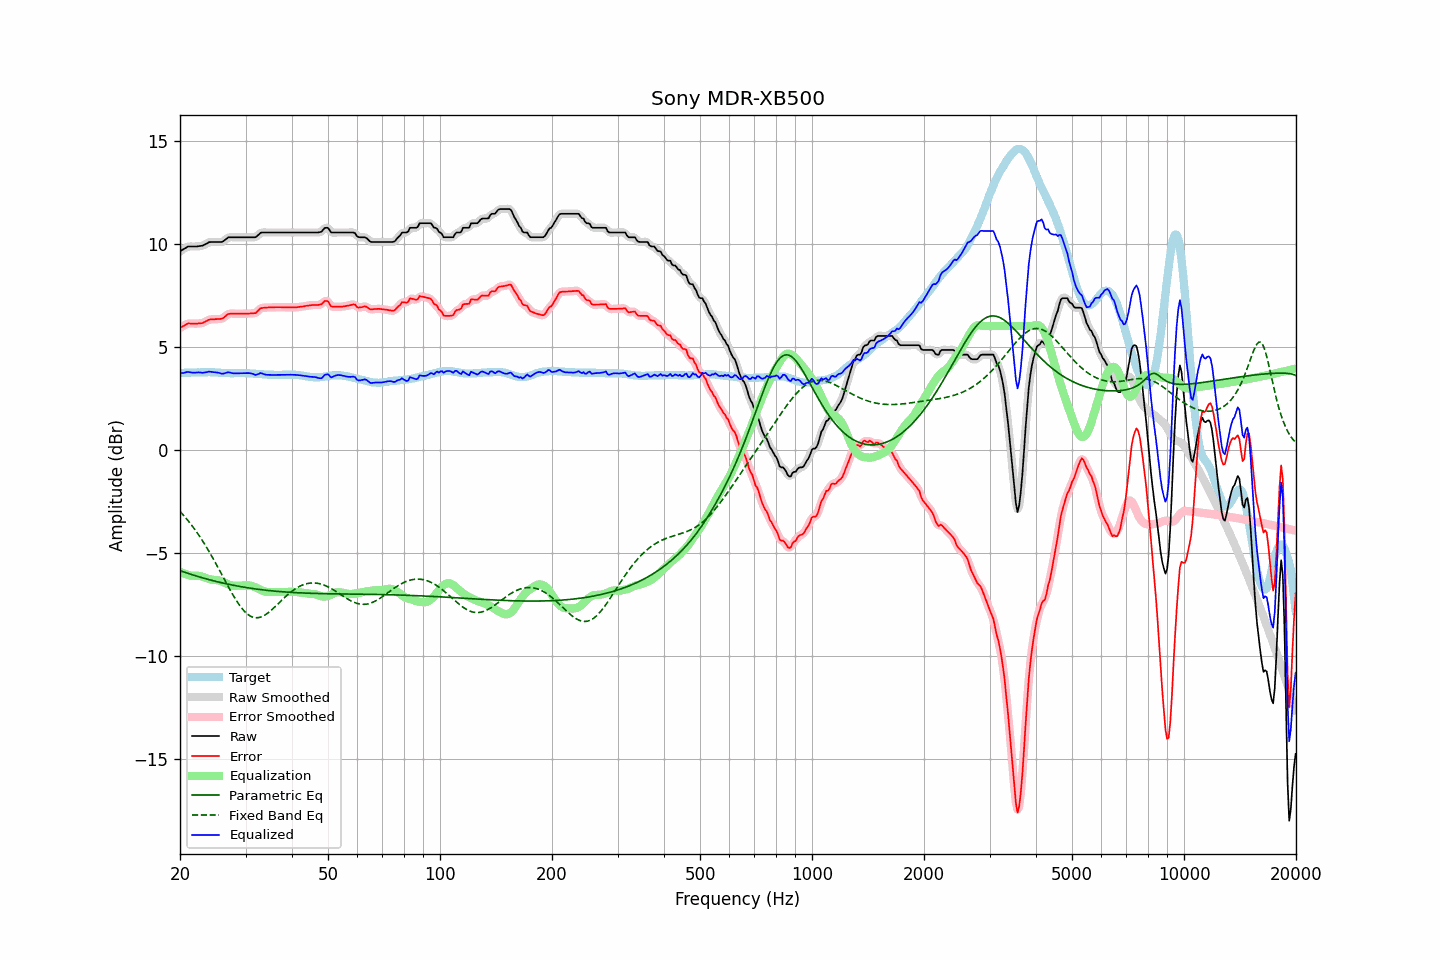 Sony MDR-XB500
Amplitude (dBr)
15
10
5
0
−5
−10
−15
Target
Raw Smoothed
Error Smoothed
Raw
Error
Equalization
Parametric Eq
Fixed Band Eq
Equalized
20 50 100 200 500 1000 2000 5000 10000 20000
Frequency (Hz)